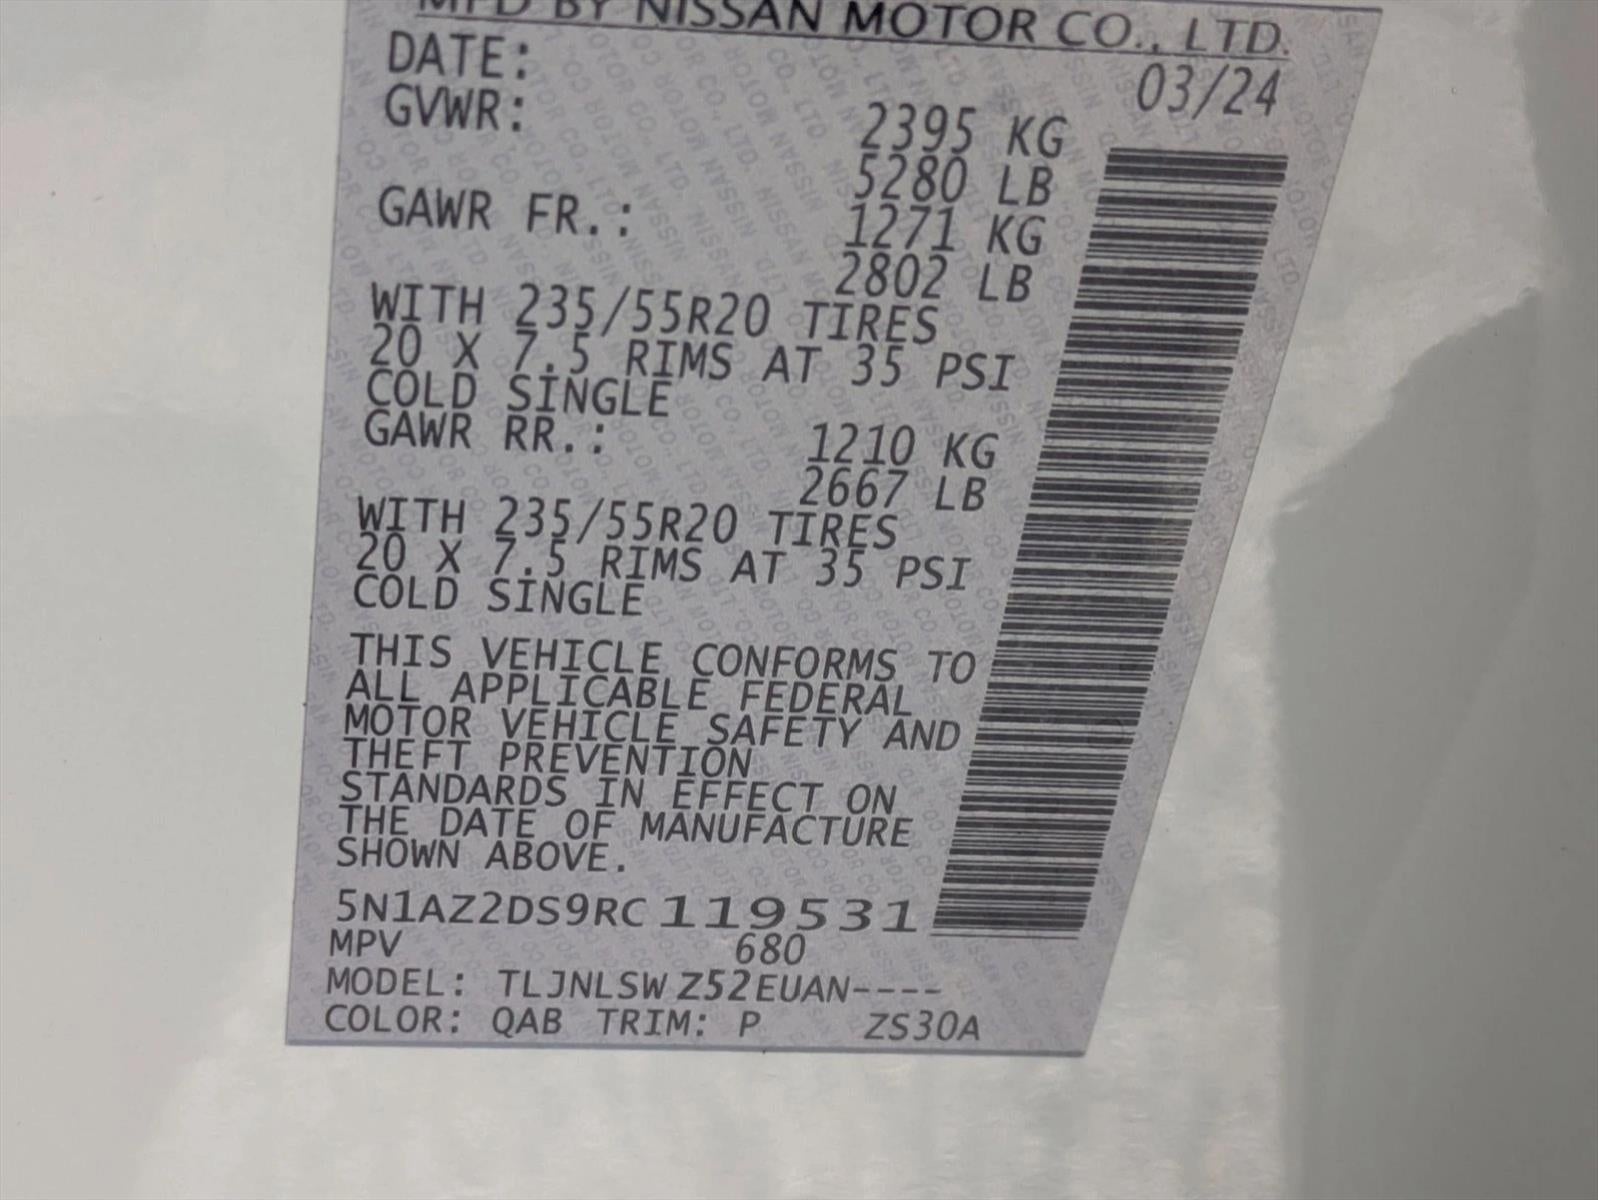 MFD BY NISSAN MOTOR CO., LTD.
DATE: 03/24
GVWR: 2395 KG
5280 LB
GAWR FR.: 1271 KG
2802 LB
WITH 235/55R20 TIRES
20 X 7.5 RIMS AT 35 PSI
COLD SINGLE
GAWR RR.: 1210 KG
2667 LB
WITH 235/55R20 TIRES
20 X 7.5 RIMS AT 35 PSI
COLD SINGLE
THIS VEHICLE CONFORMS TO
ALL APPLICABLE FEDERAL
MOTOR VEHICLE SAFETY AND
THEFT PREVENTION
STANDARDS IN EFFECT ON
THE DATE OF MANUFACTURE
SHOWN ABOVE.
5N1AZ2DS9RC119531
MPV 680
MODEL: TLJNLSW Z52EUAN----
COLOR: QAB TRIM: P ZS30A